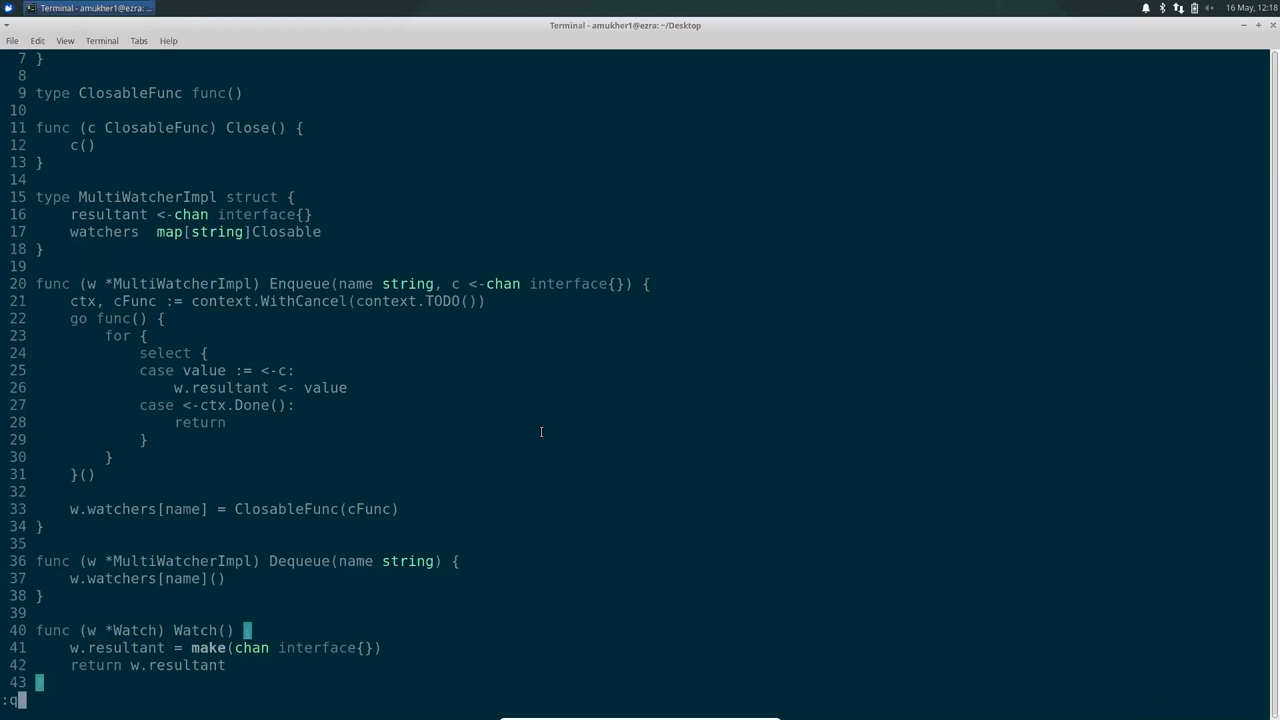 Terminal - amukher1@ezra: ...
16 May, 12:18
Terminal - amukher1@ezra: ~/Desktop
File Edit View Terminal Tabs Help
7 }
8
9 type ClosableFunc func()
10
11 func (c ClosableFunc) Close() {
12     c()
13 }
14
15 type MultiWatcherImpl struct {
16     resultant <-chan interface{}
17     watchers  map[string]Closable
18 }
19
20 func (w *MultiWatcherImpl) Enqueue(name string, c <-chan interface{}) {
21     ctx, cFunc := context.WithCancel(context.TODO())
22     go func() {
23         for {
24             select {
25             case value := <-c:
26                 w.resultant <- value
27             case <-ctx.Done():
28                 return
29             }
30         }
31     }()
32
33     w.watchers[name] = ClosableFunc(cFunc)
34 }
35
36 func (w *MultiWatcherImpl) Dequeue(name string) {
37     w.watchers[name]()
38 }
39
40 func (w *Watch) Watch() {
41     w.resultant = make(chan interface{})
42     return w.resultant
43 }
:q